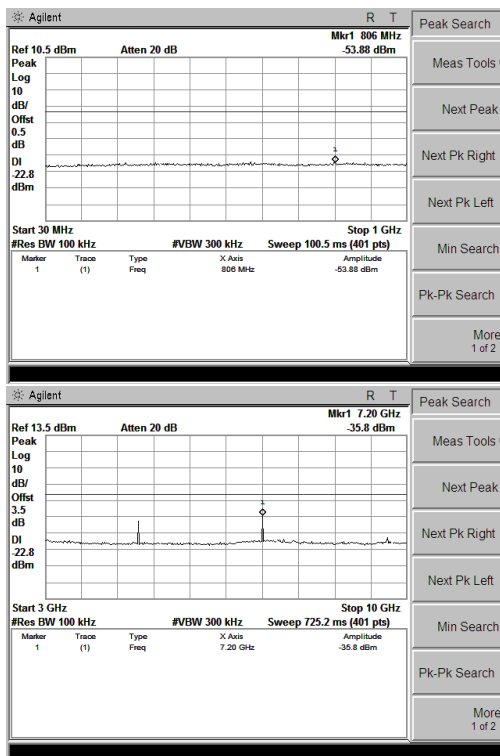 Agilent R T
Peak Search
Mkr1 806 MHz
Ref 10.5 dBm Atten 20 dB -53.88 dBm
Peak
Log
10
dB/
Offst
0.5
dB
DI
-22.8
dBm
1
Start 30 MHz Stop 1 GHz
#Res BW 100 kHz #VBW 300 kHz Sweep 100.5 ms (401 pts)
Marker Trace Type X Axis Amplitude
1 (1) Freq 806 MHz -53.88 dBm
Meas Tools
Next Peak
Next Pk Right
Next Pk Left
Min Search
Pk-Pk Search
More
1 of 2
Agilent R T
Peak Search
Mkr1 7.20 GHz
Ref 13.5 dBm Atten 20 dB -35.8 dBm
Peak
Log
10
dB/
Offst
3.5
dB
DI
-22.8
dBm
1
Start 3 GHz Stop 10 GHz
#Res BW 100 kHz #VBW 300 kHz Sweep 725.2 ms (401 pts)
Marker Trace Type X Axis Amplitude
1 (1) Freq 7.20 GHz -35.8 dBm
Meas Tools
Next Peak
Next Pk Right
Next Pk Left
Min Search
Pk-Pk Search
More
1 of 2